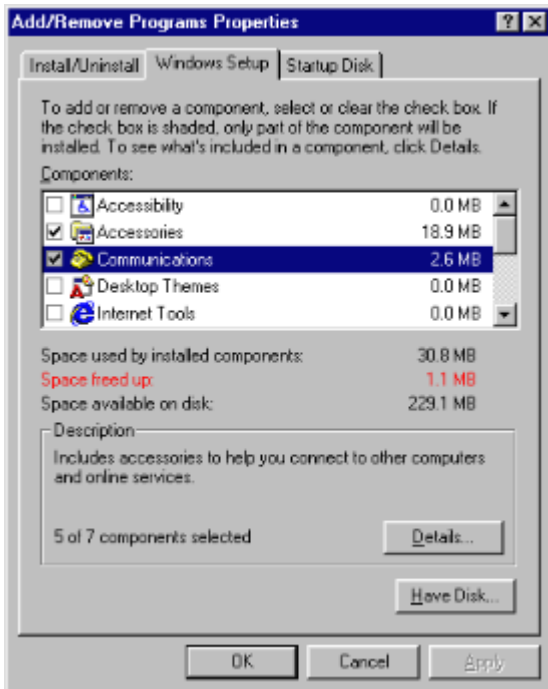 Add/Remove Programs Properties
Install/Uninstall Windows Setup Startup Disk
To add or remove a component, select or clear the check box. If
the check box is shaded, only part of the component will be
installed. To see what's included in a component, click Details.
Components:
Accessibility 0.0 MB
Accessories 18.9 MB
Communications 2.6 MB
Desktop Themes 0.0 MB
Internet Tools 0.0 MB
Space used by installed components: 30.8 MB
Space freed up: 1.1 MB
Space available on disk: 229.1 MB
Description
Includes accessories to help you connect to other computers
and online services.
5 of 7 components selected Details...
Have Disk...
OK Cancel Apply